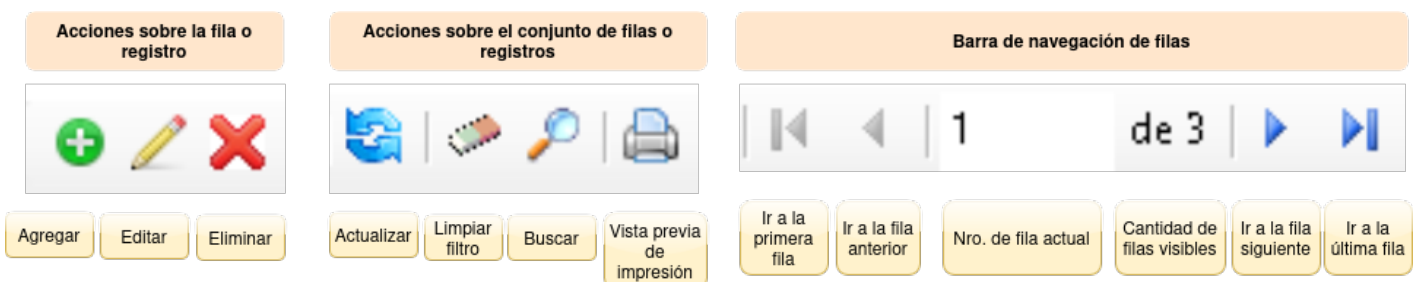 Acciones sobre la fila o
registro
Acciones sobre el conjunto de filas o
registros
Barra de navegación de filas
1
de 3
Agregar
Editar
Eliminar
Actualizar
Limpiar
filtro
Buscar
Vista previa
de
impresión
Ir a la
primera
fila
Ir a la fila
anterior
Nro. de fila actual
Cantidad de
filas visibles
Ir a la fila
siguiente
Ir a la
última fila